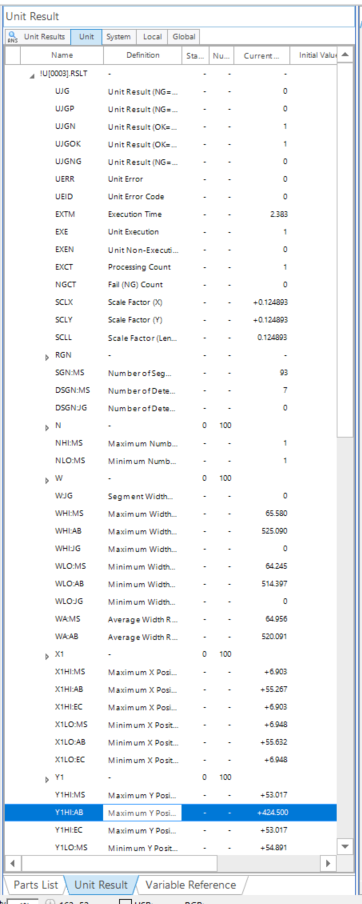 Unit Result
Unit Results Unit System Local Global
Name Definition Sta... Nu... Current... Initial Valu
!U[0003].RSLT - - - -
UJG Unit Result (NG=... - - 0
UJGP Unit Result (NG=... - - 0
UJGN Unit Result (OK=... - - 1
UJGOK Unit Result (OK=... - - 1
UJGNG Unit Result (NG=... - - 0
UERR Unit Error - - 0
UEID Unit Error Code - - 0
EXTM Execution Time - - 2.383
EXE Unit Execution - - 1
EXEN Unit Non-Executi... - - 0
EXCT Processing Count - - 1
NGCT Fail (NG) Count - - 0
SCLX Scale Factor (X) - - +0.124893
SCLY Scale Factor (Y) - - +0.124893
SCLL Scale Factor (Len... - - 0.124893
RGN - - - -
SGN:MS Number of Seg... - - 93
DSGN:MS Number of Dete... - - 7
DSGN:JG Number of Dete... - - 0
N - 0 100
NHI:MS Maximum Numb... - - 1
NLO:MS Minimum Numb... - - 1
W - 0 100
W:JG Segment Width... - - 0
WHI:MS Maximum Width... - - 65.580
WHI:AB Maximum Width... - - 525.090
WHI:JG Maximum Width... - - 0
WLO:MS Minimum Width... - - 64.245
WLO:AB Minimum Width... - - 514.397
WLO:JG Minimum Width... - - 0
WA:MS Average Width R... - - 64.956
WA:AB Average Width R... - - 520.091
X1 - 0 100
X1HI:MS Maximum X Posi... - - +6.903
X1HI:AB Maximum X Posi... - - +55.267
X1HI:EC Maximum X Posi... - - +6.903
X1LO:MS Minimum X Posit... - - +6.948
X1LO:AB Minimum X Posit... - - +55.632
X1LO:EC Minimum X Posit... - - +6.948
Y1 - 0 100
Y1HI:MS Maximum Y Posi... - - +53.017
Y1HI:AB Maximum Y Posi... - - +424.500
Y1HI:EC Maximum Y Posi... - - +53.017
Y1LO:MS Minimum Y Posit... - - +54.891
Parts List Unit Result Variable Reference